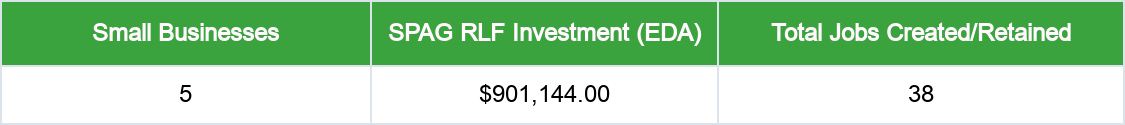 Small Businesses SPAG RLF Investment (EDA) Total Jobs Created/Retained
5 $901,144.00 38